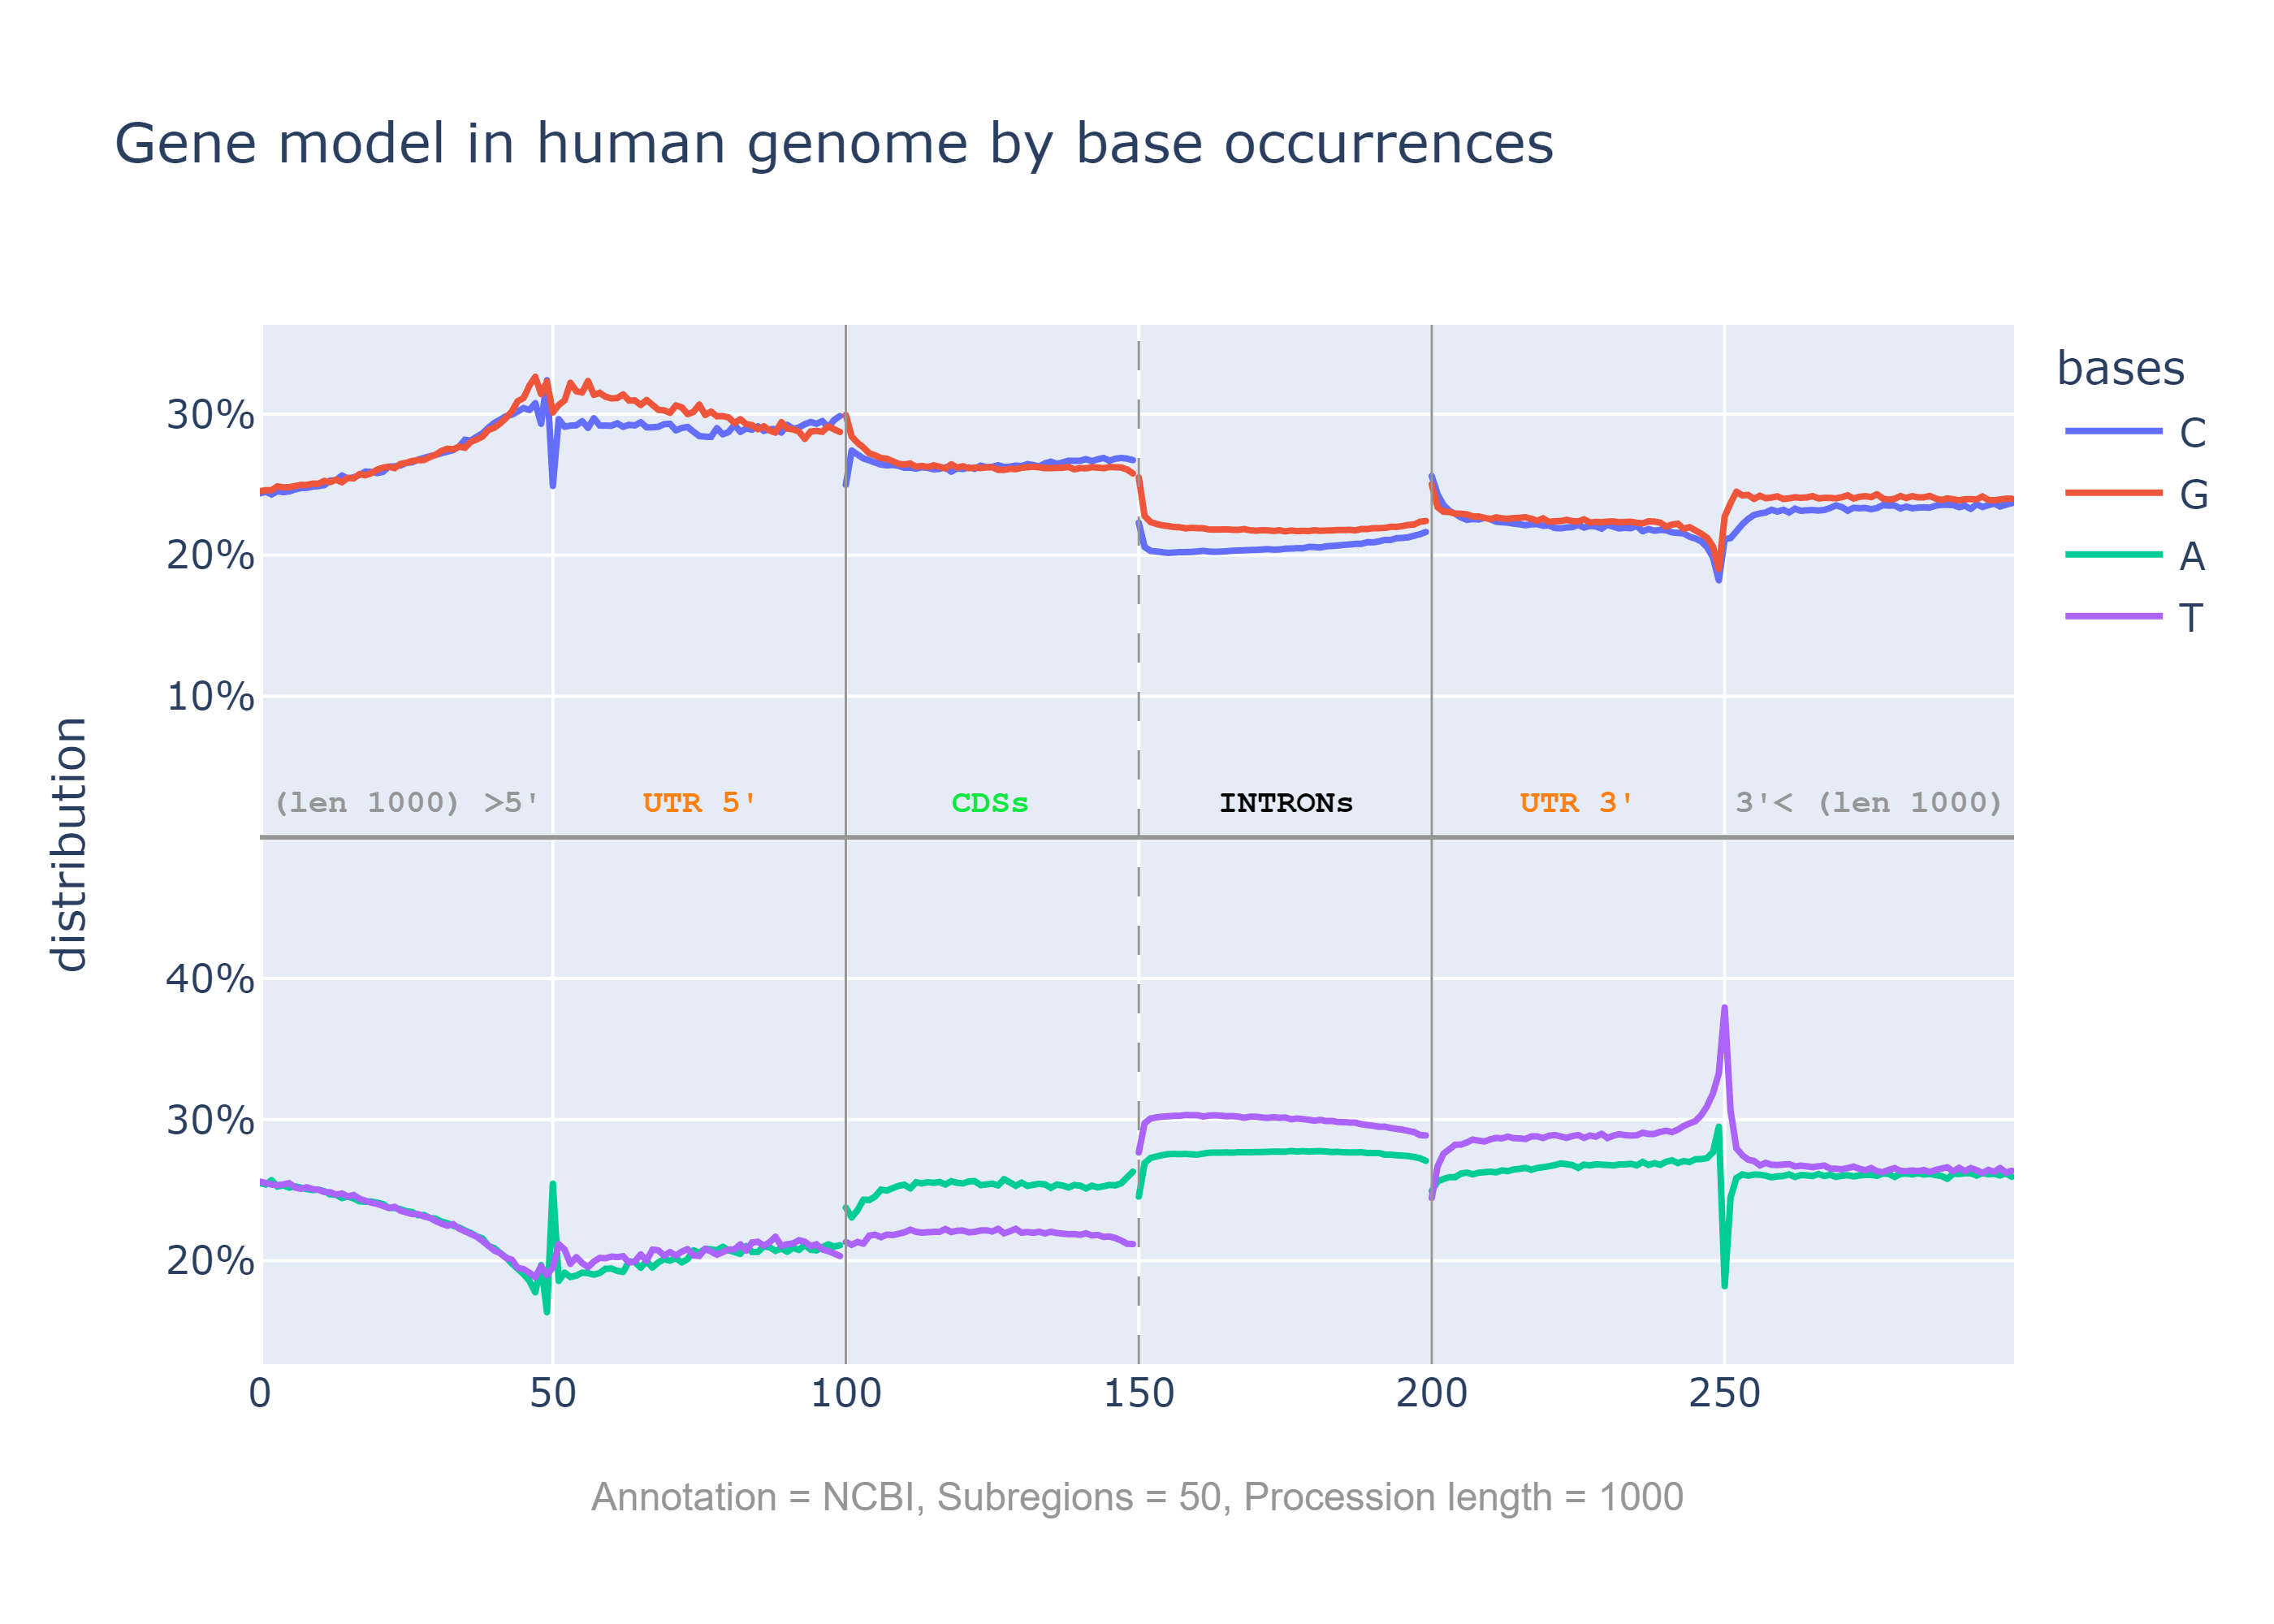 Gene model in human genome by base occurrences
bases
C
G
A
T
distribution
30%
20%
10%
(len 1000) >5'
UTR 5'
CDSs
INTRONs
UTR 3'
3'< (len 1000)
40%
30%
20%
0
50
100
150
200
250
Annotation = NCBI, Subregions = 50, Procession length = 1000